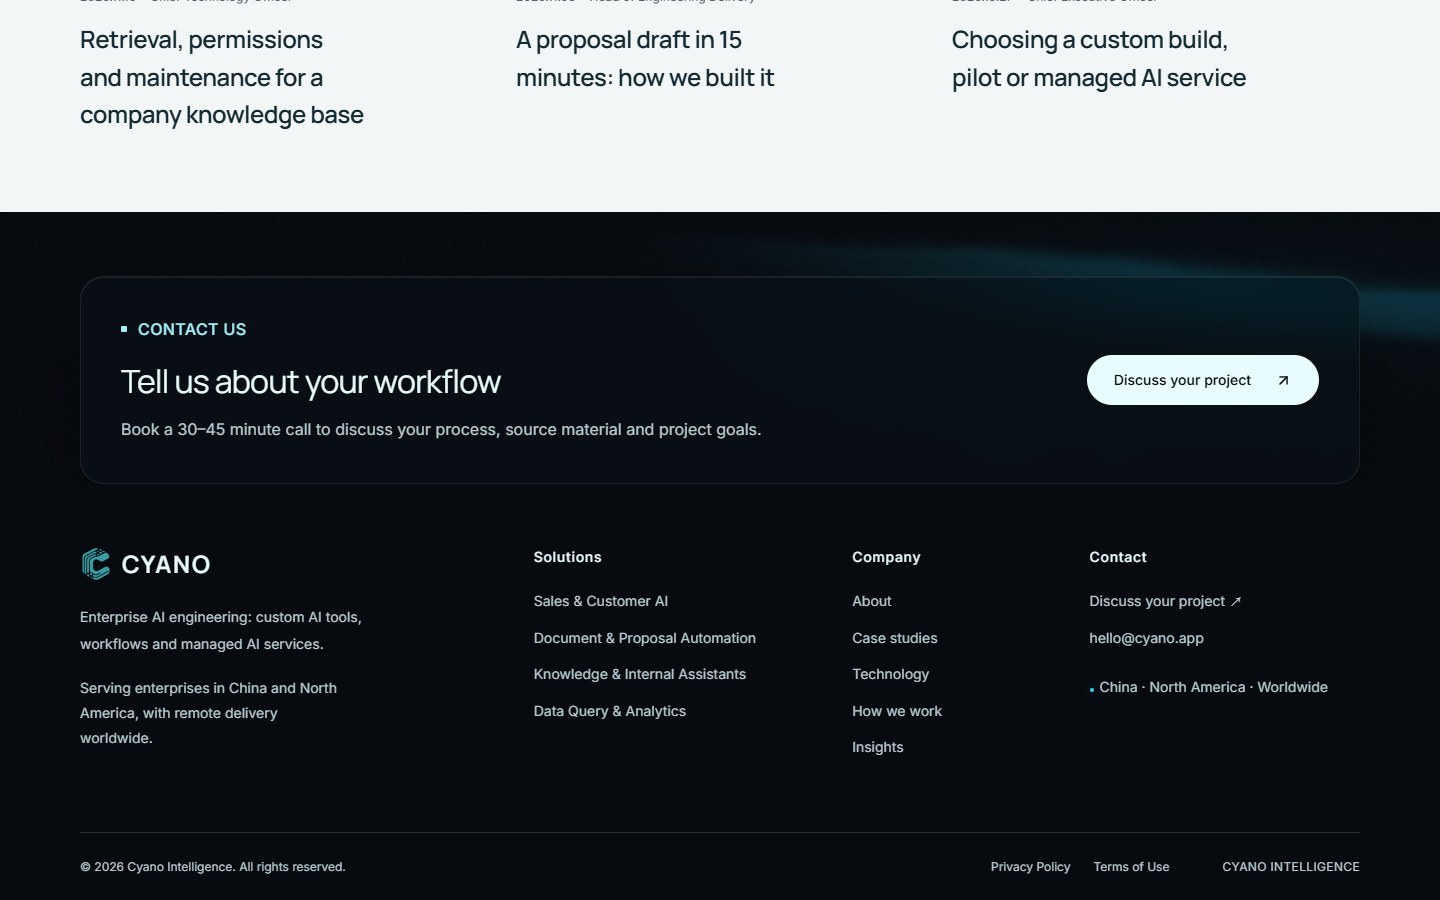 Retrieval, permissions
and maintenance for a
company knowledge base
A proposal draft in 15
minutes: how we built it
Choosing a custom build,
pilot or managed AI service
CONTACT US
Tell us about your workflow
Book a 30–45 minute call to discuss your process, source material and project goals.
Discuss your project
CYANO
Enterprise AI engineering: custom AI tools,
workflows and managed AI services.
Serving enterprises in China and North
America, with remote delivery
worldwide.
Solutions
Sales & Customer AI
Document & Proposal Automation
Knowledge & Internal Assistants
Data Query & Analytics
Company
About
Case studies
Technology
How we work
Insights
Contact
Discuss your project ↗
hello@cyano.app
China · North America · Worldwide
© 2026 Cyano Intelligence. All rights reserved.
Privacy Policy
Terms of Use
CYANO INTELLIGENCE